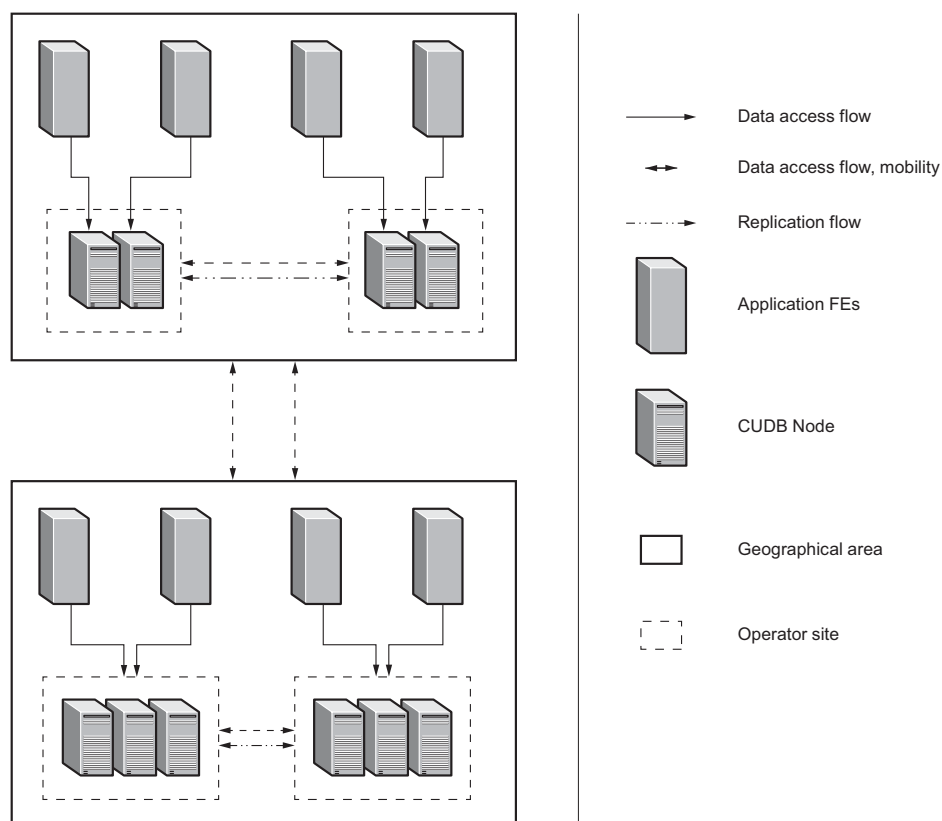 Data access flow
Data access flow, mobility
Replication flow
Application FEs
CUDB Node
Geographical area
Operator site